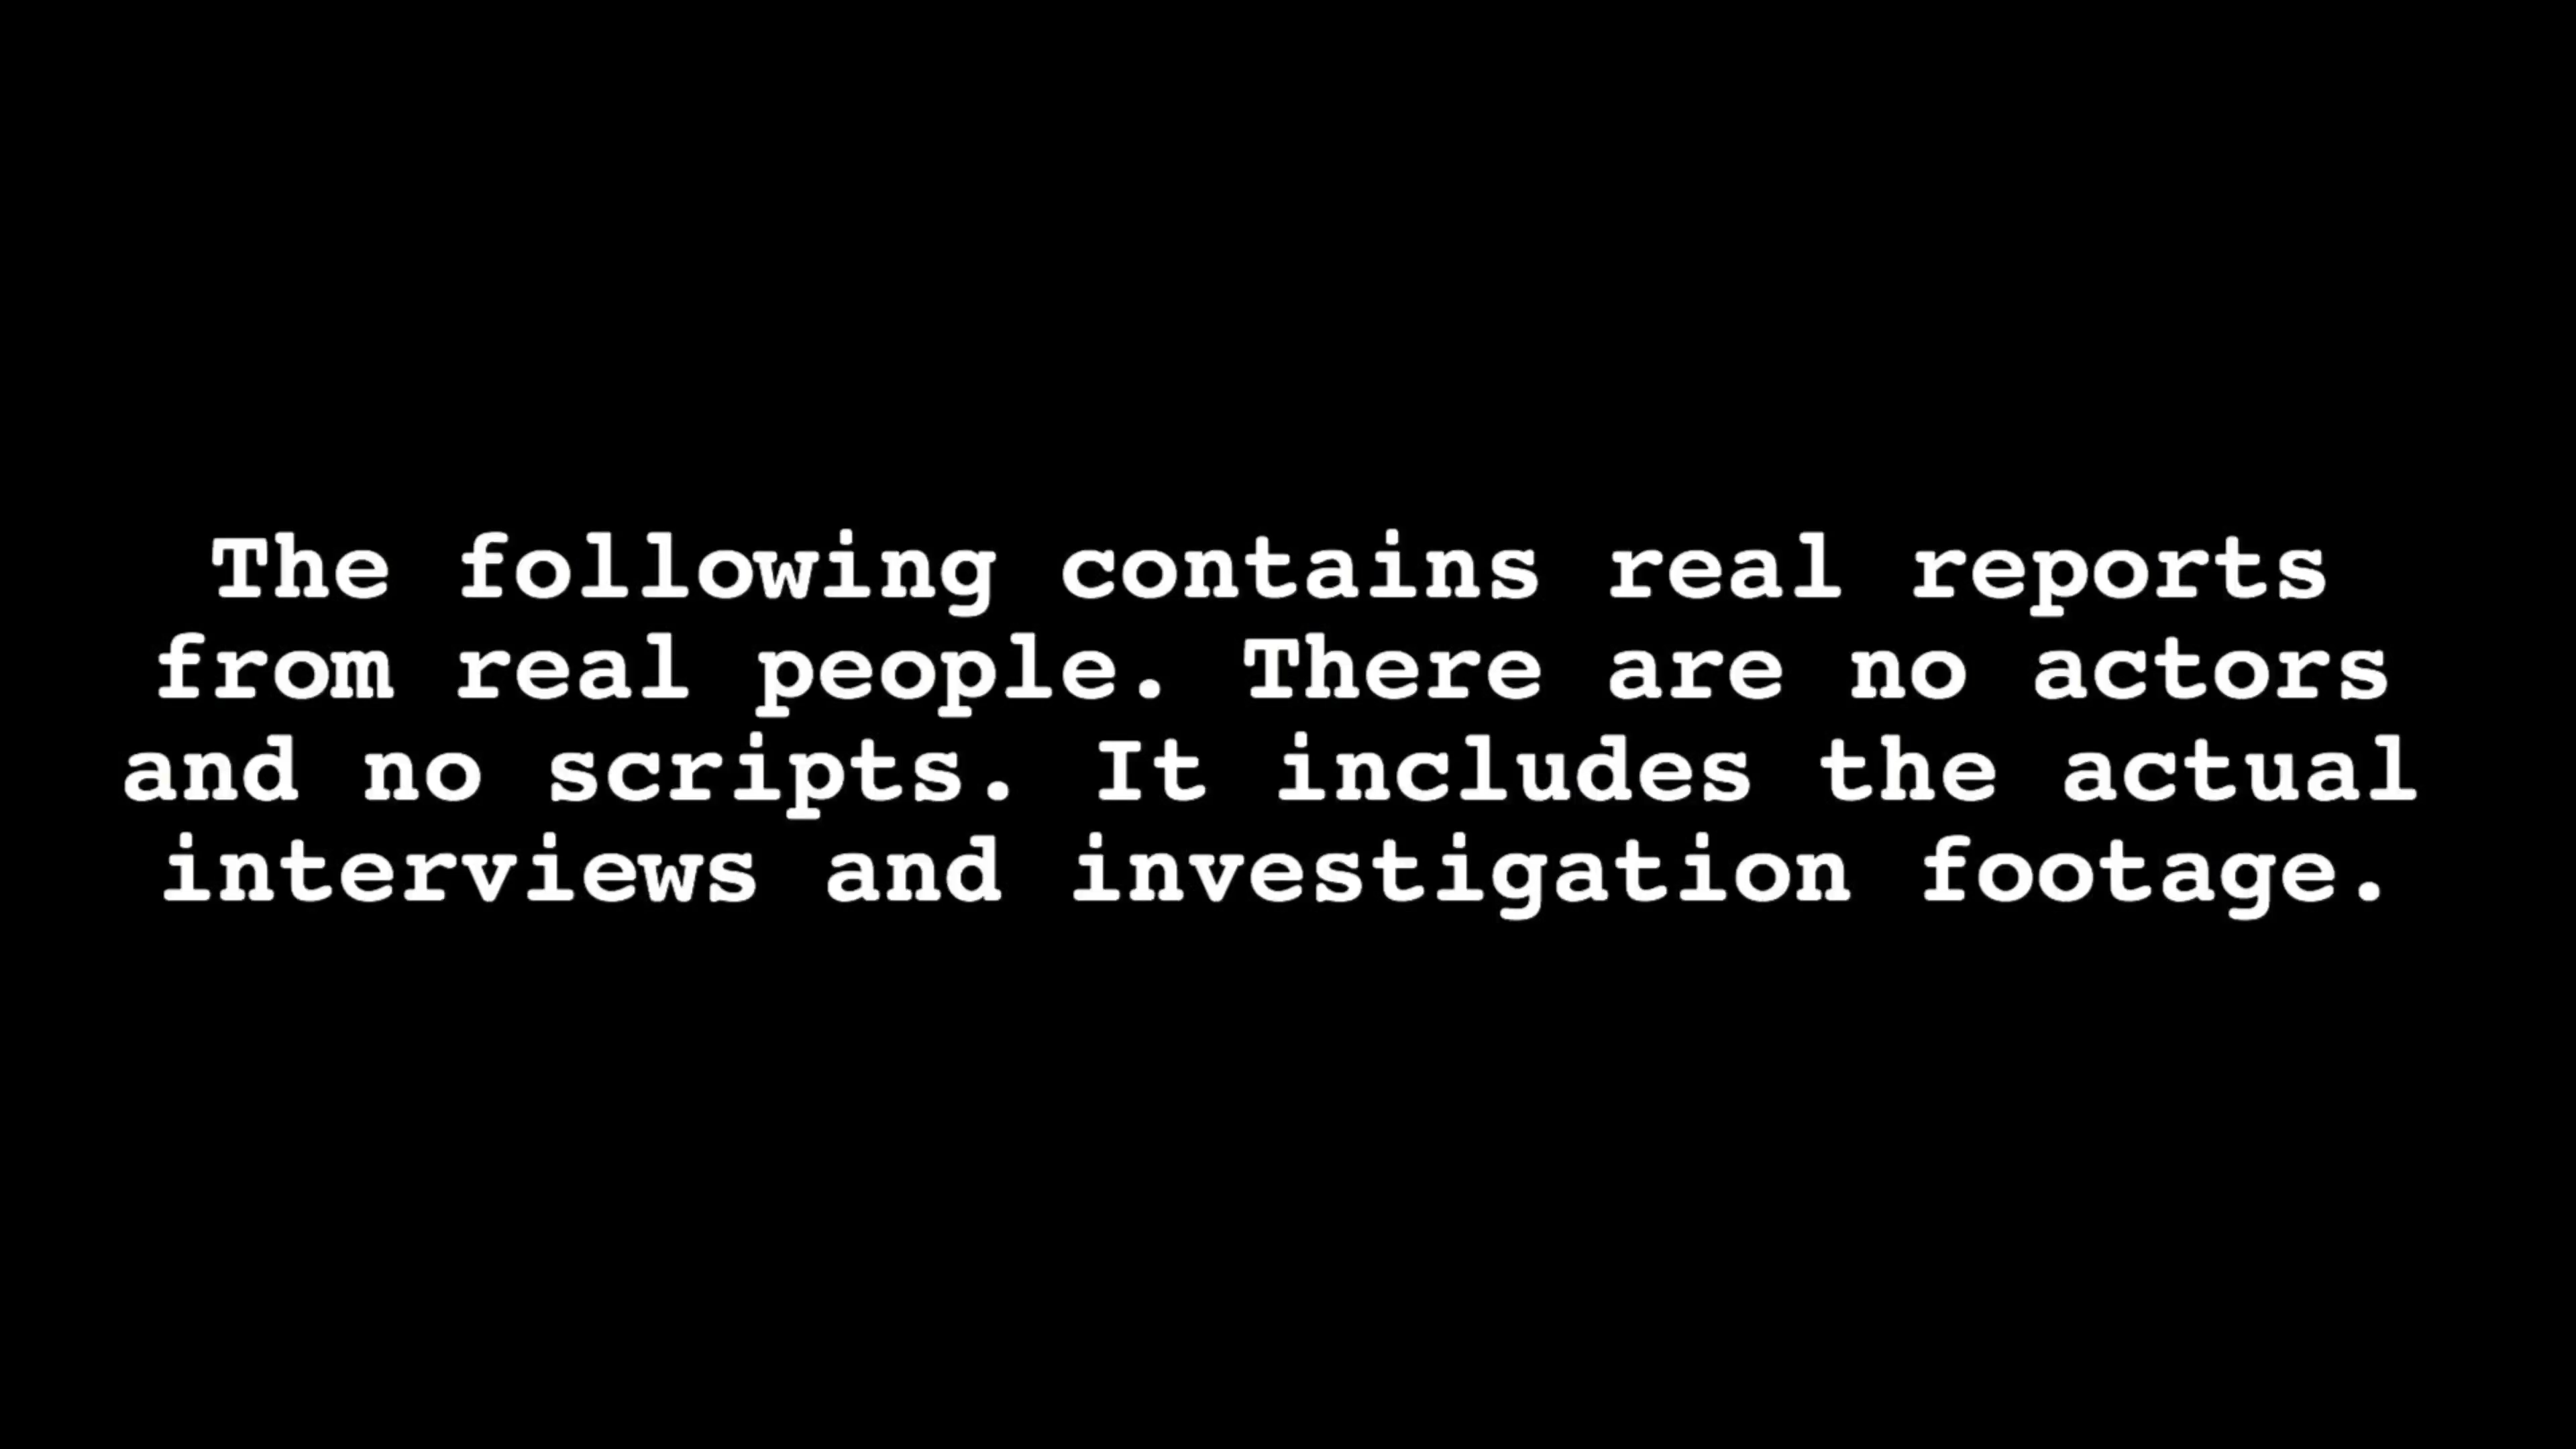 The following contains real reports
from real people. There are no actors
and no scripts. It includes the actual
interviews and investigation footage.